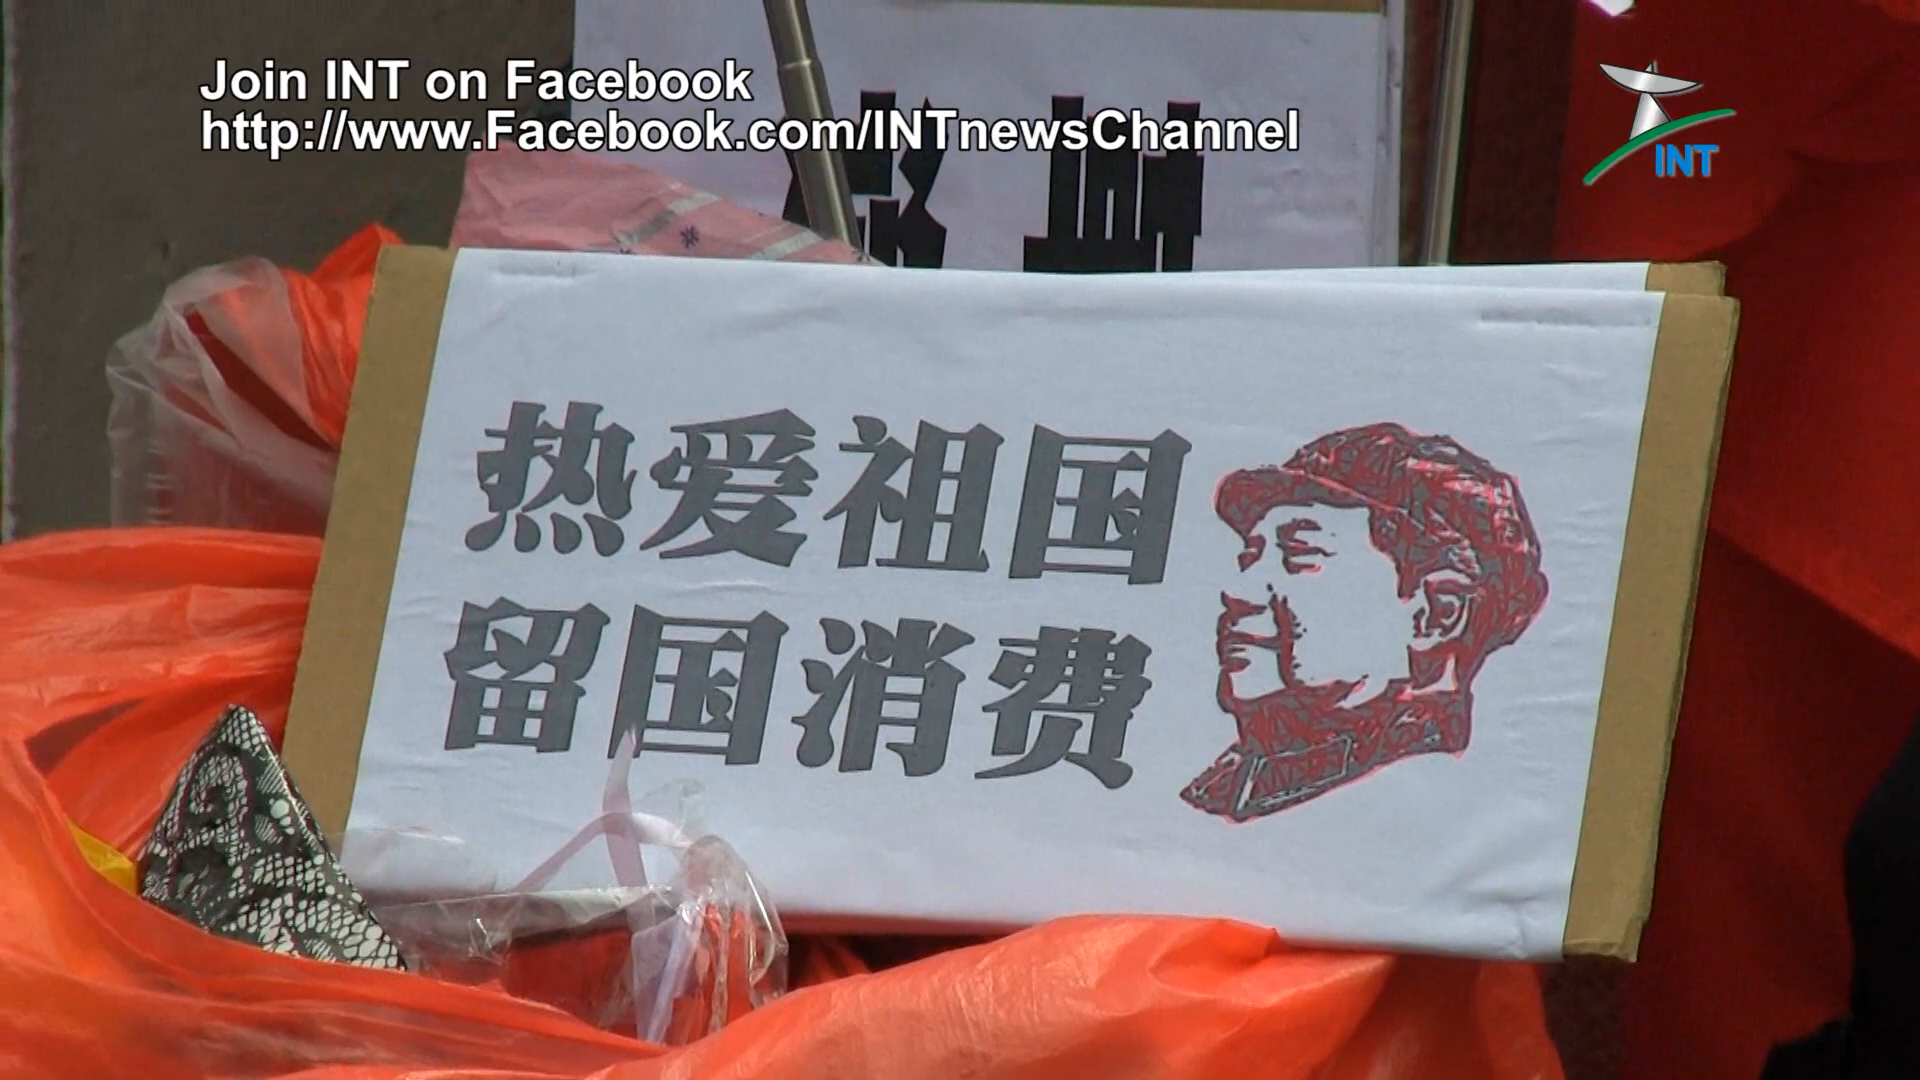 Join INT on Facebook
http://www.Facebook.com/INTnewsChannel
INT
热爱祖国
留国消费